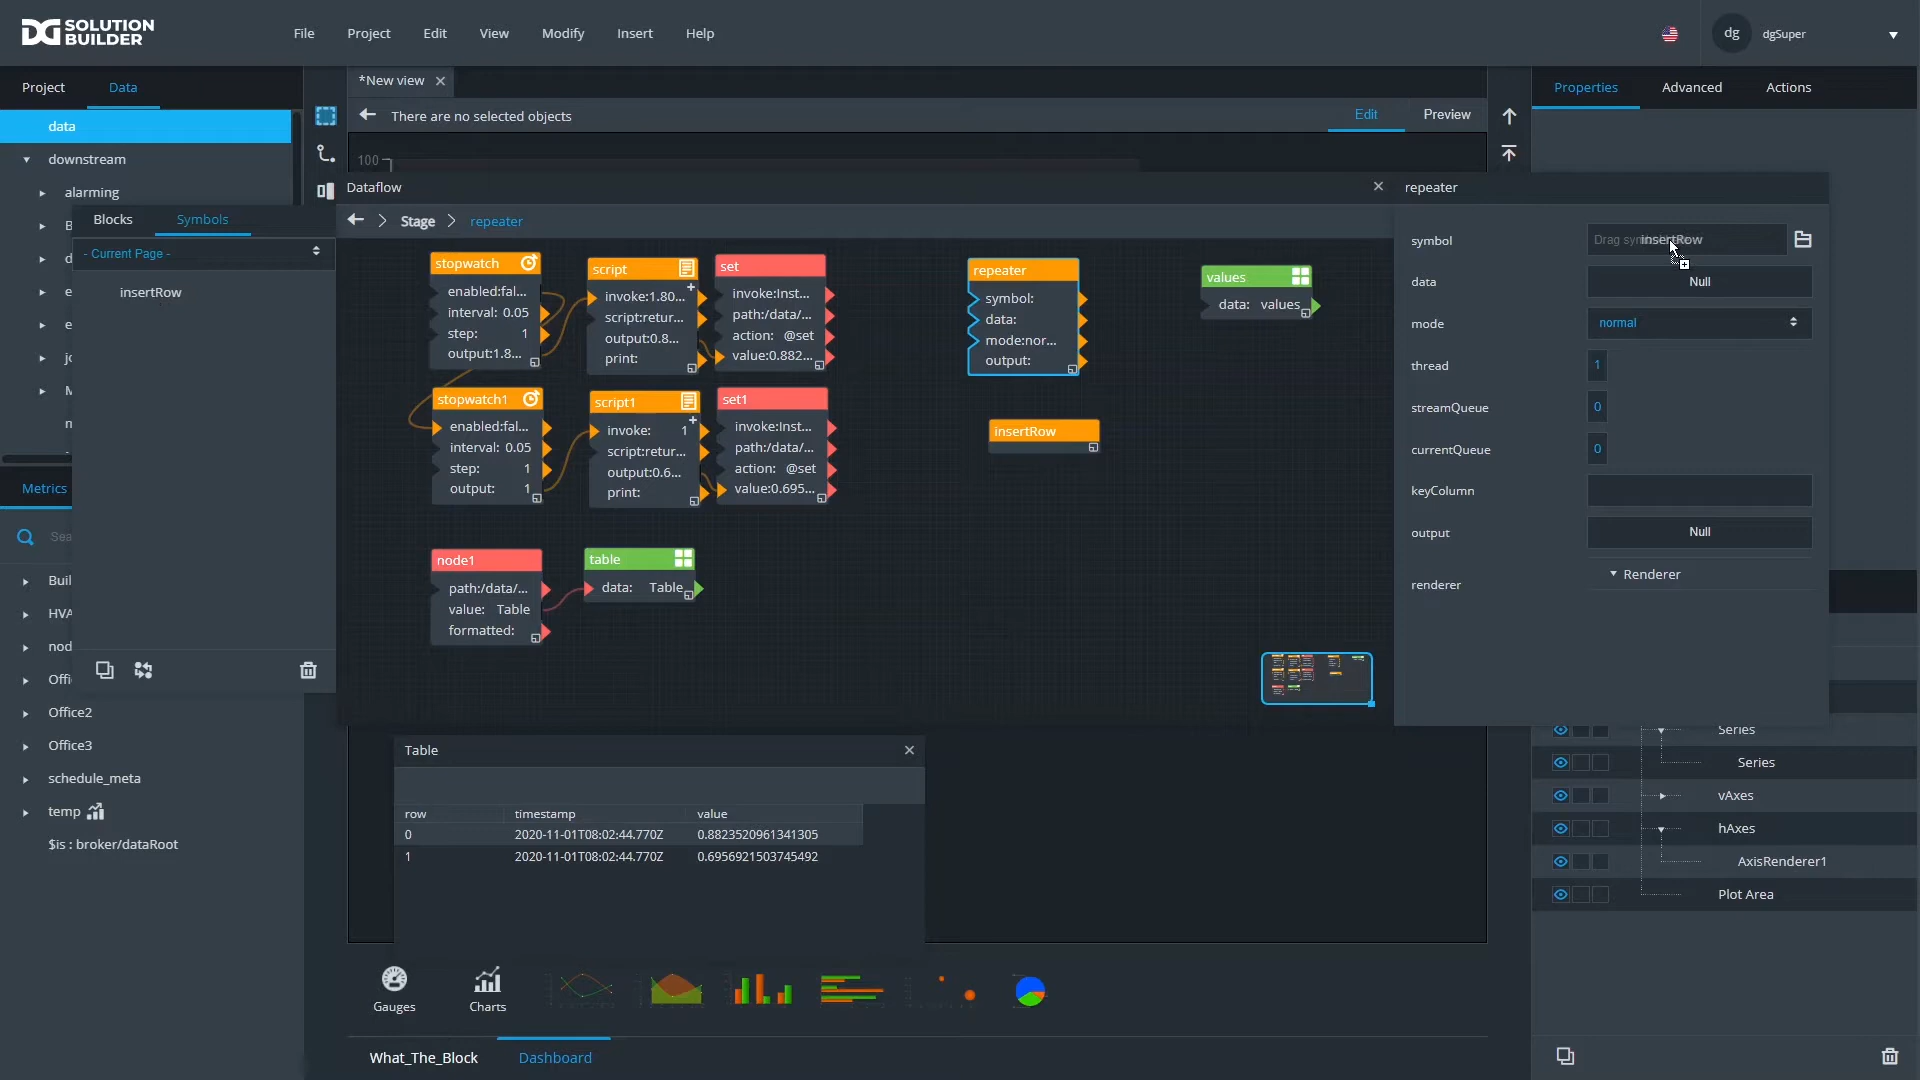 DG SOLUTION BUILDER
File Project Edit View Modify Insert Help
dg dgSuper
Project Data
*New view
Properties Advanced Actions
data
There are no selected objects
Edit Preview
downstream
100
alarming
Dataflow
repeater
Blocks Symbols
Stage repeater
- Current Page -
insertRow
stopwatch
enabled:fal...
interval: 0.05
step: 1
output:1.8...
script
invoke:1.80...
script:retur...
output:0.8...
print:
set
invoke:Inst...
path:/data/...
action: @set
value:0.882...
repeater
symbol:
data:
mode:nor...
output:
values
data: values
stopwatch1
enabled:fal...
interval: 0.05
step: 1
output: 1
script1
invoke: 1
script:retur...
output:0.6...
print:
set1
invoke:Inst...
path:/data/...
action: @set
value:0.695...
insertRow
node1
path:/data/...
value: Table
formatted:
table
data: Table
symbol insertRow
data Null
mode normal
thread 1
streamQueue 0
currentQueue 0
keyColumn
output Null
renderer Renderer
Metrics
Sea
Buil
HVA
nod
Offi
Office2
Office3
schedule_meta
temp
$is : broker/dataRoot
Table
row timestamp value
0 2020-11-01T08:02:44.770Z 0.8823520961341305
1 2020-11-01T08:02:44.770Z 0.6956921503745492
Series
Series
vAxes
hAxes
AxisRenderer1
Plot Area
Gauges Charts
What_The_Block Dashboard